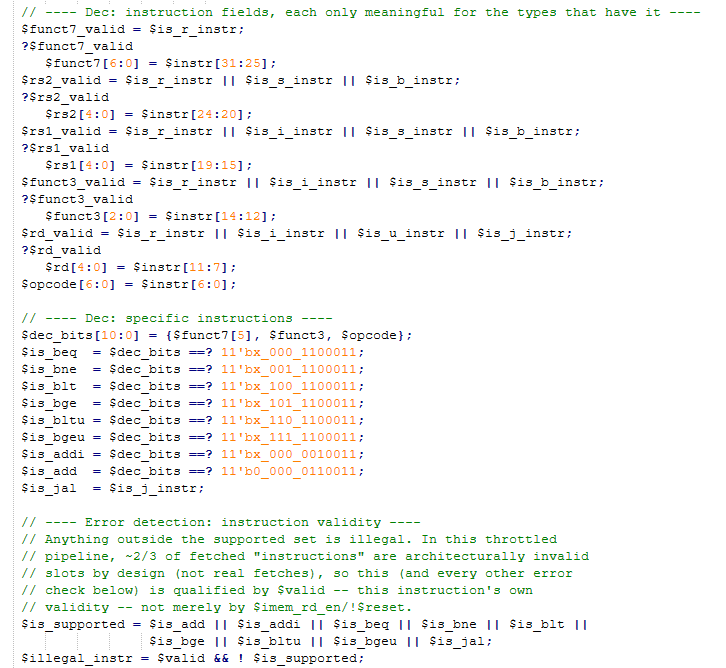 // ---- Dec: instruction fields, each only meaningful for the types that have it ----
$funct7_valid = $is_r_instr;
?$funct7_valid
   $funct7[6:0] = $instr[31:25];
$rs2_valid = $is_r_instr || $is_s_instr || $is_b_instr;
?$rs2_valid
   $rs2[4:0] = $instr[24:20];
$rs1_valid = $is_r_instr || $is_i_instr || $is_s_instr || $is_b_instr;
?$rs1_valid
   $rs1[4:0] = $instr[19:15];
$funct3_valid = $is_r_instr || $is_i_instr || $is_s_instr || $is_b_instr;
?$funct3_valid
   $funct3[2:0] = $instr[14:12];
$rd_valid = $is_r_instr || $is_i_instr || $is_u_instr || $is_j_instr;
?$rd_valid
   $rd[4:0] = $instr[11:7];
$opcode[6:0] = $instr[6:0];

// ---- Dec: specific instructions ----
$dec_bits[10:0] = {$funct7[5], $funct3, $opcode};
$is_beq  = $dec_bits ==? 11'bx_000_1100011;
$is_bne  = $dec_bits ==? 11'bx_001_1100011;
$is_blt  = $dec_bits ==? 11'bx_100_1100011;
$is_bge  = $dec_bits ==? 11'bx_101_1100011;
$is_bltu = $dec_bits ==? 11'bx_110_1100011;
$is_bgeu = $dec_bits ==? 11'bx_111_1100011;
$is_addi = $dec_bits ==? 11'bx_000_0010011;
$is_add  = $dec_bits ==? 11'b0_000_0110011;
$is_jal  = $is_j_instr;

// ---- Error detection: instruction validity ----
// Anything outside the supported set is illegal. In this throttled
// pipeline, ~2/3 of fetched "instructions" are architecturally invalid
// slots by design (not real fetches), so this (and every other error
// check below) is qualified by $valid -- this instruction's own
// validity -- not merely by $imem_rd_en/!$reset.
$is_supported = $is_add || $is_addi || $is_beq || $is_bne || $is_blt ||
                $is_bge || $is_bltu || $is_bgeu || $is_jal;
$illegal_instr = $valid && ! $is_supported;